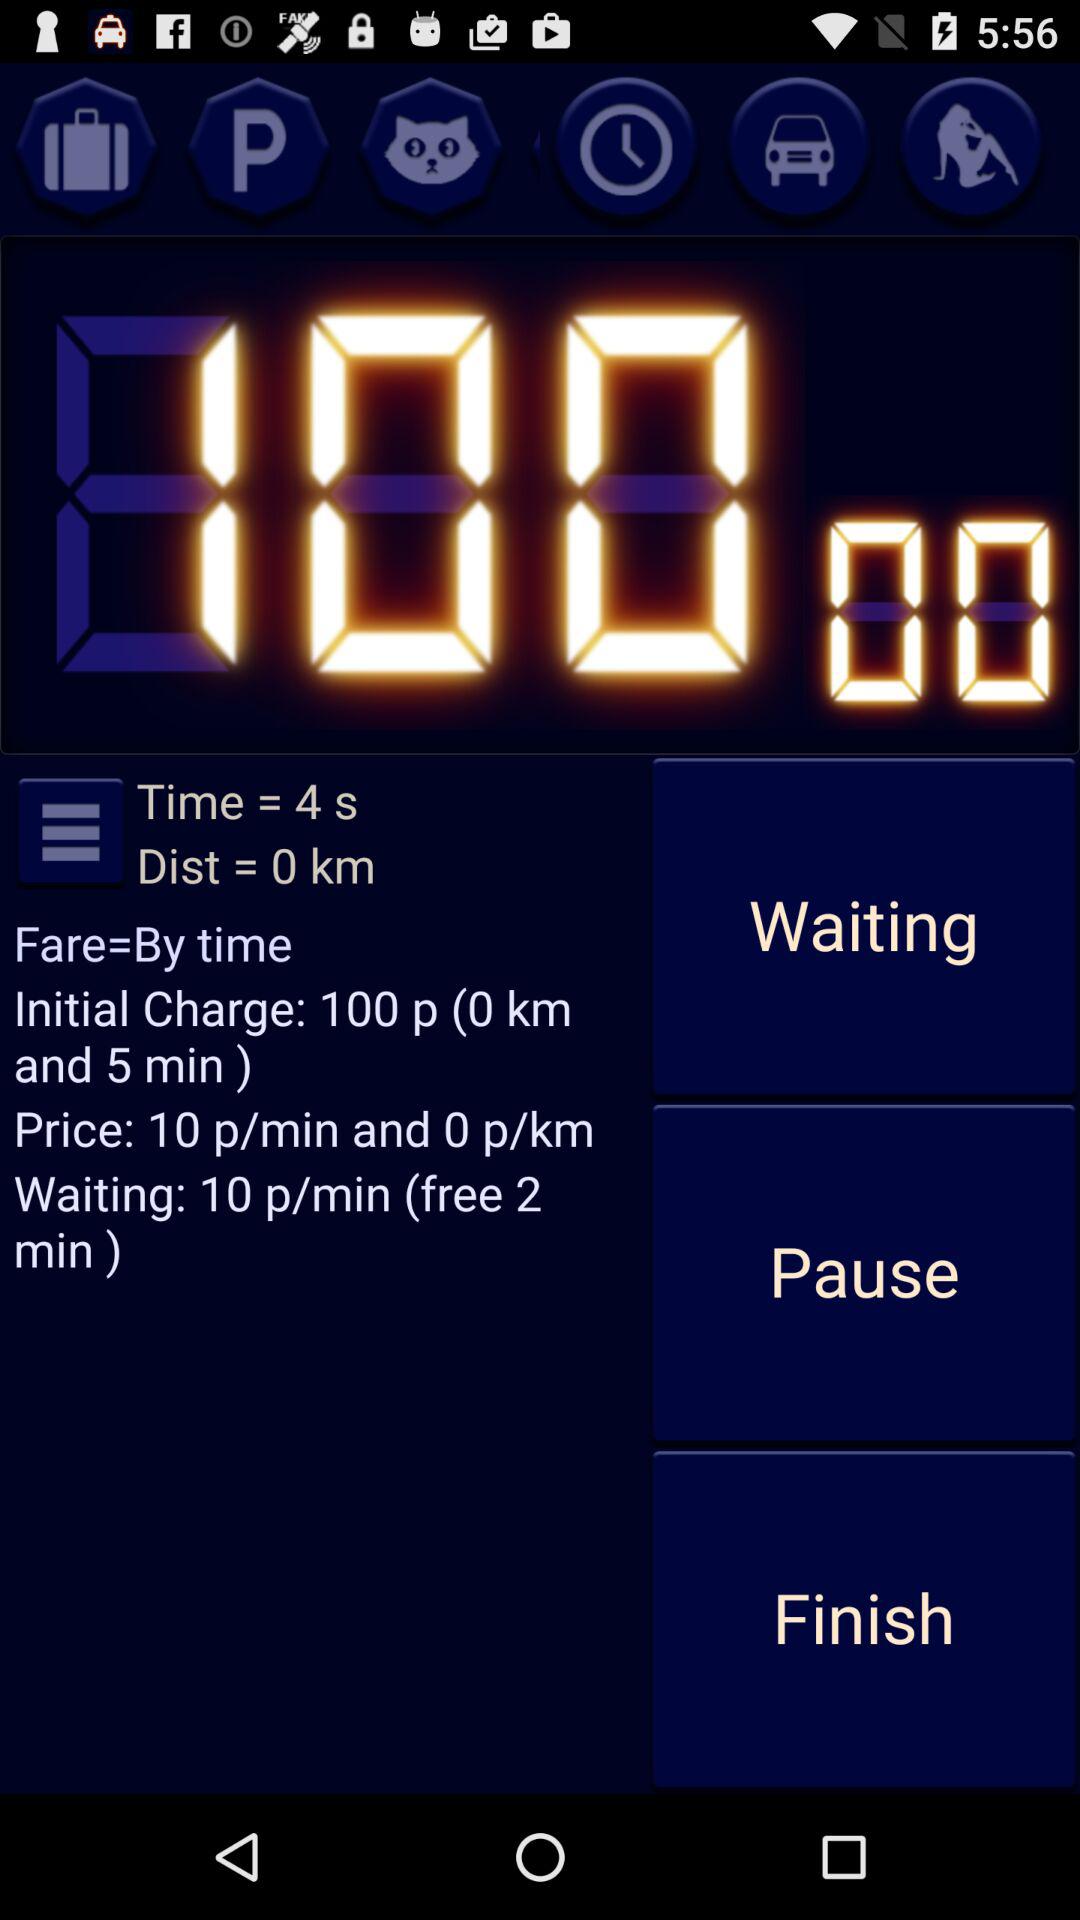 FAKE
5:56
P
100 00
Time = 4 s
Dist = 0 km
Fare=By time
Initial Charge: 100 p (0 km
and 5 min )
Price: 10 p/min and 0 p/km
Waiting: 10 p/min (free 2
min )
Waiting
Pause
Finish